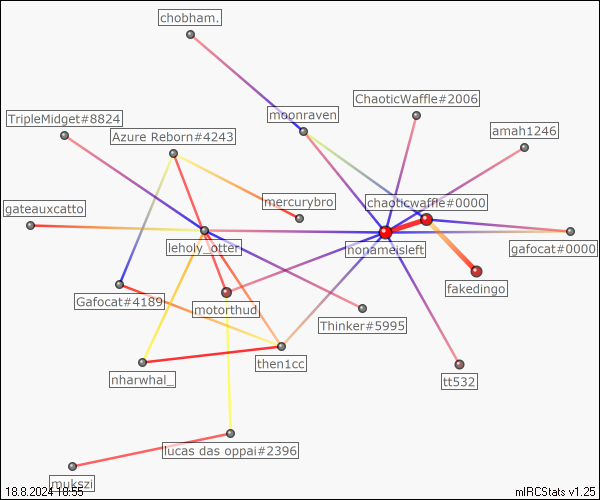 chobham.
ChaoticWaffle#2006
TripleMidget#8824
moonraven
Azure Reborn#4243
amah1246
mercurybro
chaoticwaffle#0000
gateauxcatto
leholy_otter
nonameisleft
gafocat#0000
fakedingo
Gafocat#4189
motorthud
Thinker#5995
then1cc
nharwhal_
tt532
lucas das oppai#2396
mukszi
18.8.2024 18:55
mIRCStats v1.25